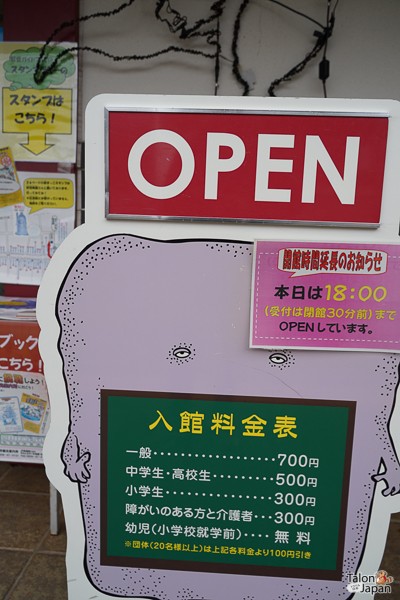 スタンプは
こちら!
OPEN
開館時間延長のお知らせ
本日は18:00
(受付は閉館30分前)まで
OPENしています。
ブック
こちら!
入館料金表
一般・・・・・・・・・・・・・・・・・・700円
中学生・高校生・・・・・・・・・500円
小学生・・・・・・・・・・・・・・・・300円
障がいのある方と介護者・・・300円
幼児(小学校就学前)・・・・無料
※団体(20名様以上)は上記各料金より100円引き
Talon
Japan